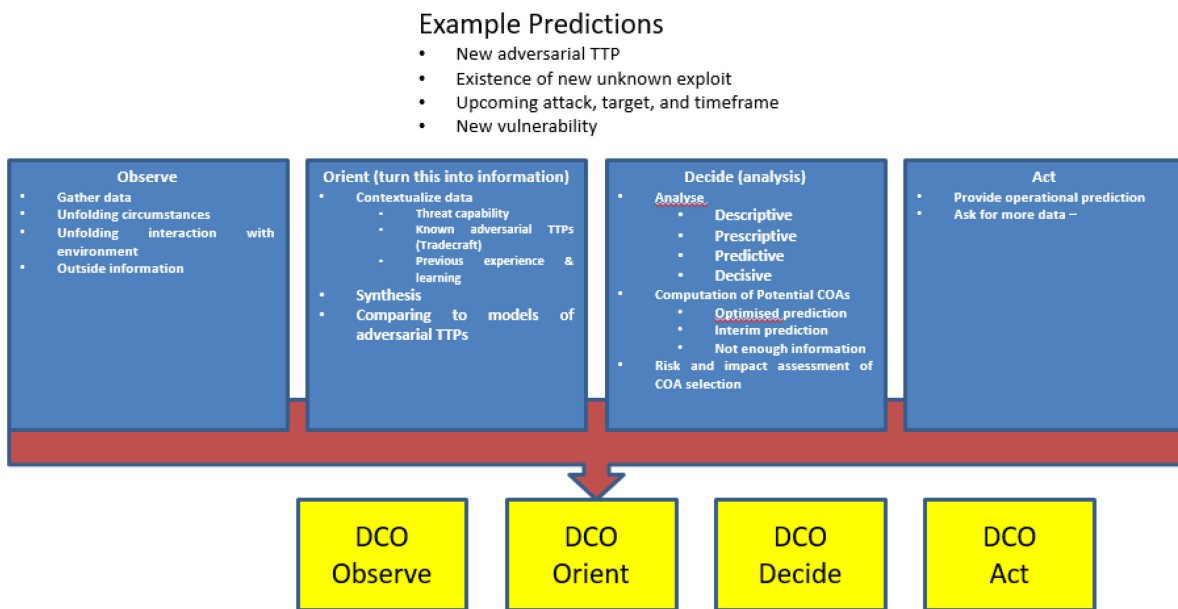 Example Predictions
• New adversarial TTP
• Existence of new unknown exploit
• Upcoming attack, target, and timeframe
• New vulnerability
Observe
• Gather data
• Unfolding circumstances
• Unfolding interaction with
environment
• Outside information
Orient (turn this into information)
• Contextualize data
- Threat capability
- Known adversarial TTPs
(Tradecraft)
- Previous experience &
learning
• Synthesis
• Comparing to models of
adversarial TTPs
Decide (analysis)
• Analyse
• Descriptive
• Prescriptive
• Predictive
• Decisive
• Computation of Potential COAs
• Optimised prediction
• Interim prediction
• Not enough information
• Risk and impact assessment of
COA selection
Act
• Provide operational prediction
• Ask for more data –
DCO
Observe
DCO
Orient
DCO
Decide
DCO
Act